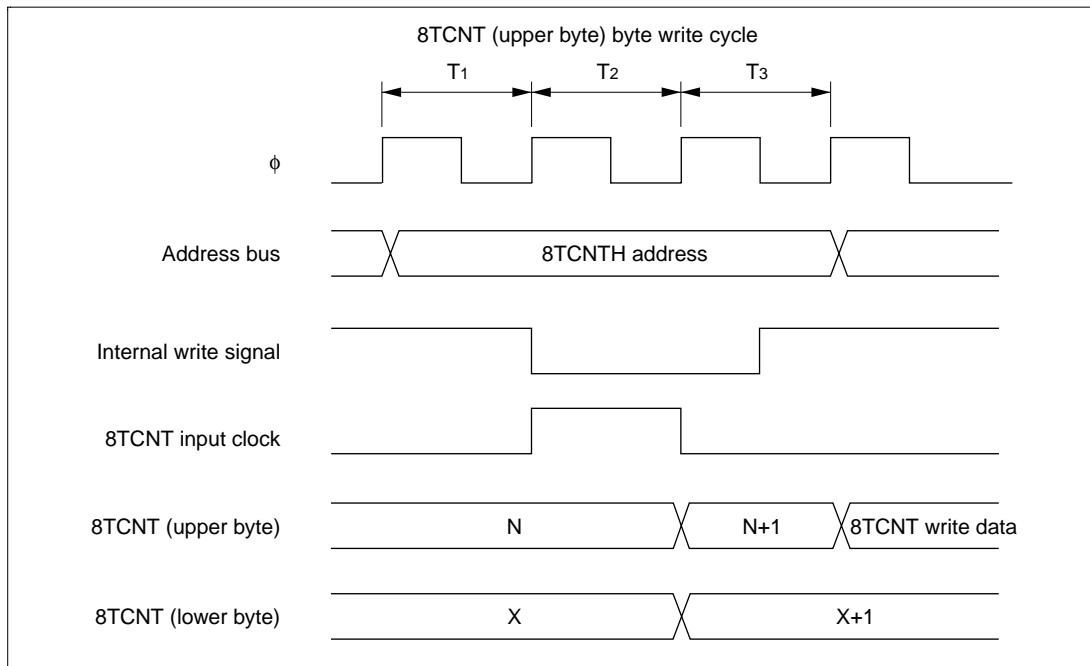 8TCNT (upper byte) byte write cycle
T1 T2 T3
φ
Address bus 8TCNTH address
Internal write signal
8TCNT input clock
8TCNT (upper byte) N N+1 8TCNT write data
8TCNT (lower byte) X X+1